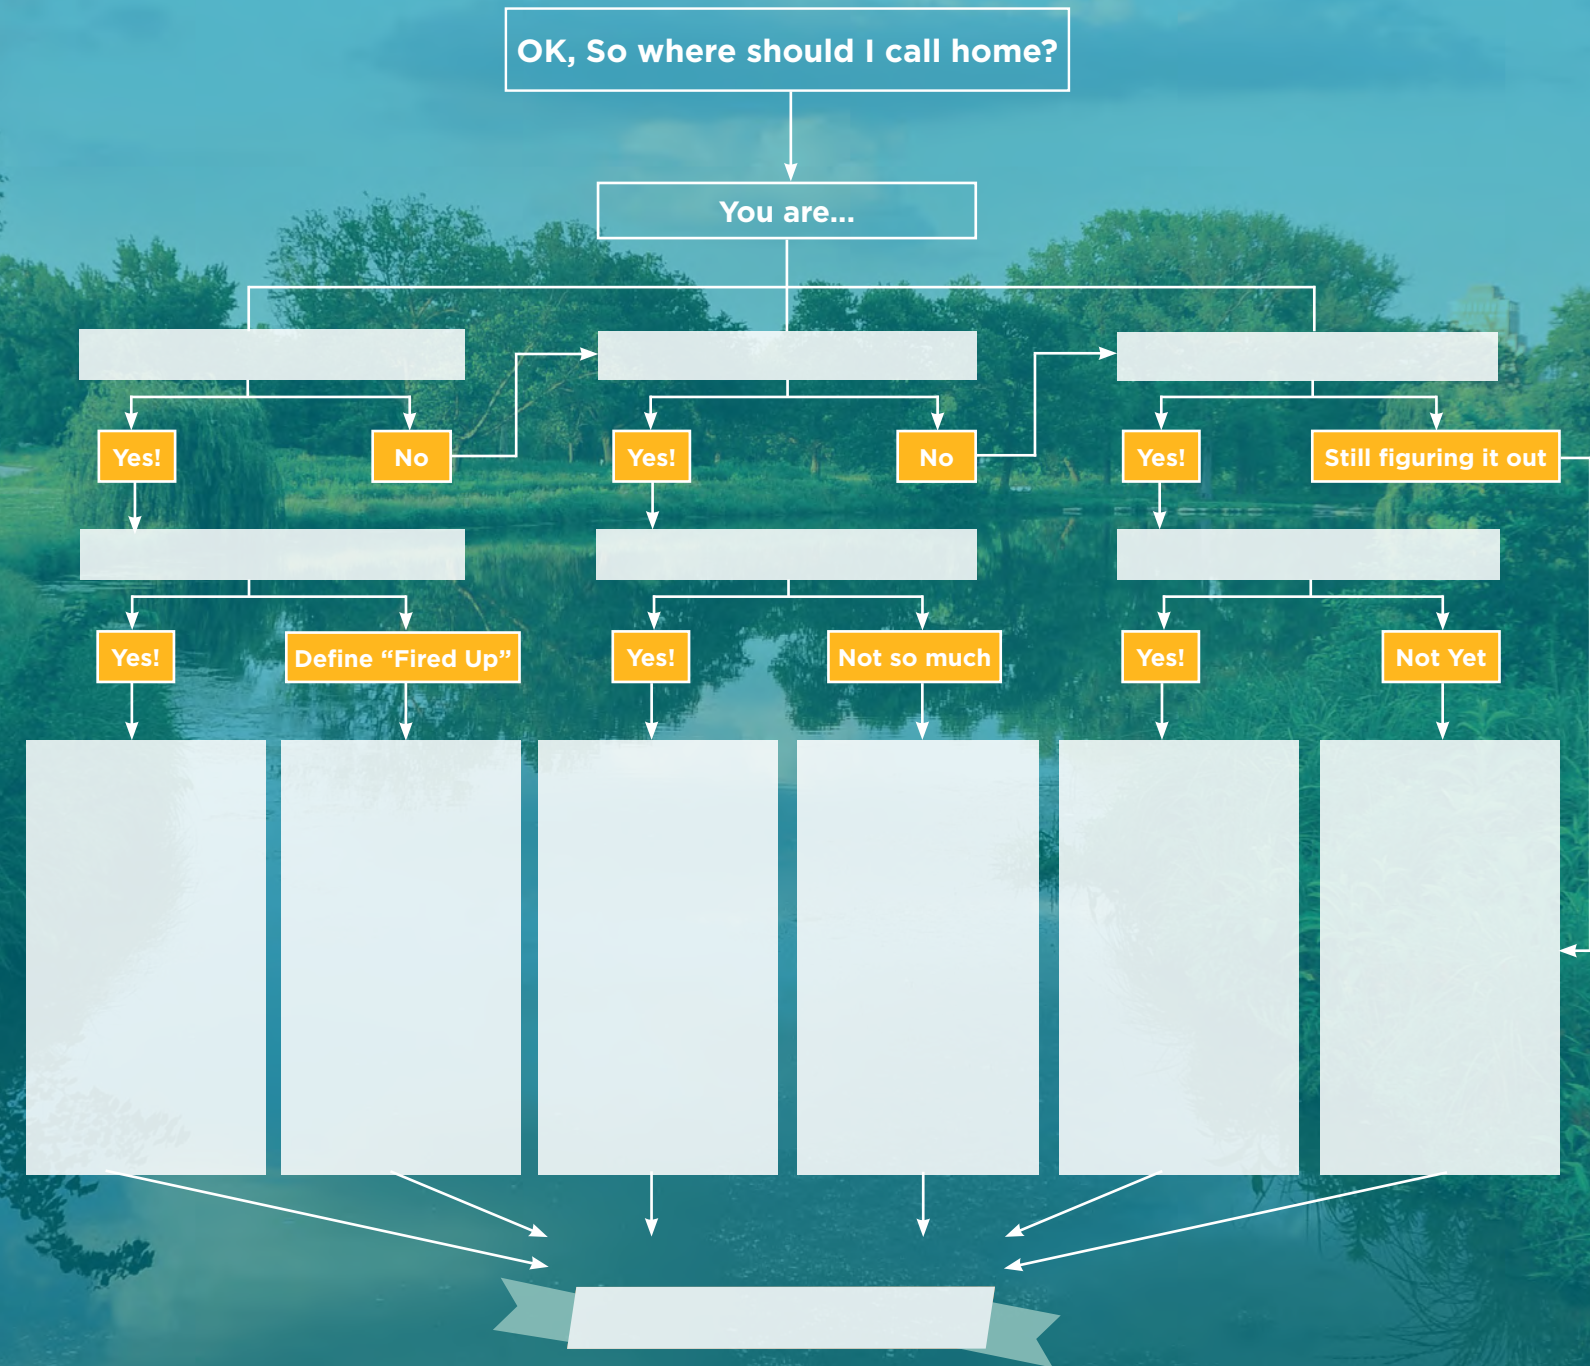 OK, So where should I call home?
You are...
Yes!
No
Yes!
No
Yes!
Still figuring it out
Yes!
Define “Fired Up”
Yes!
Not so much
Yes!
Not Yet